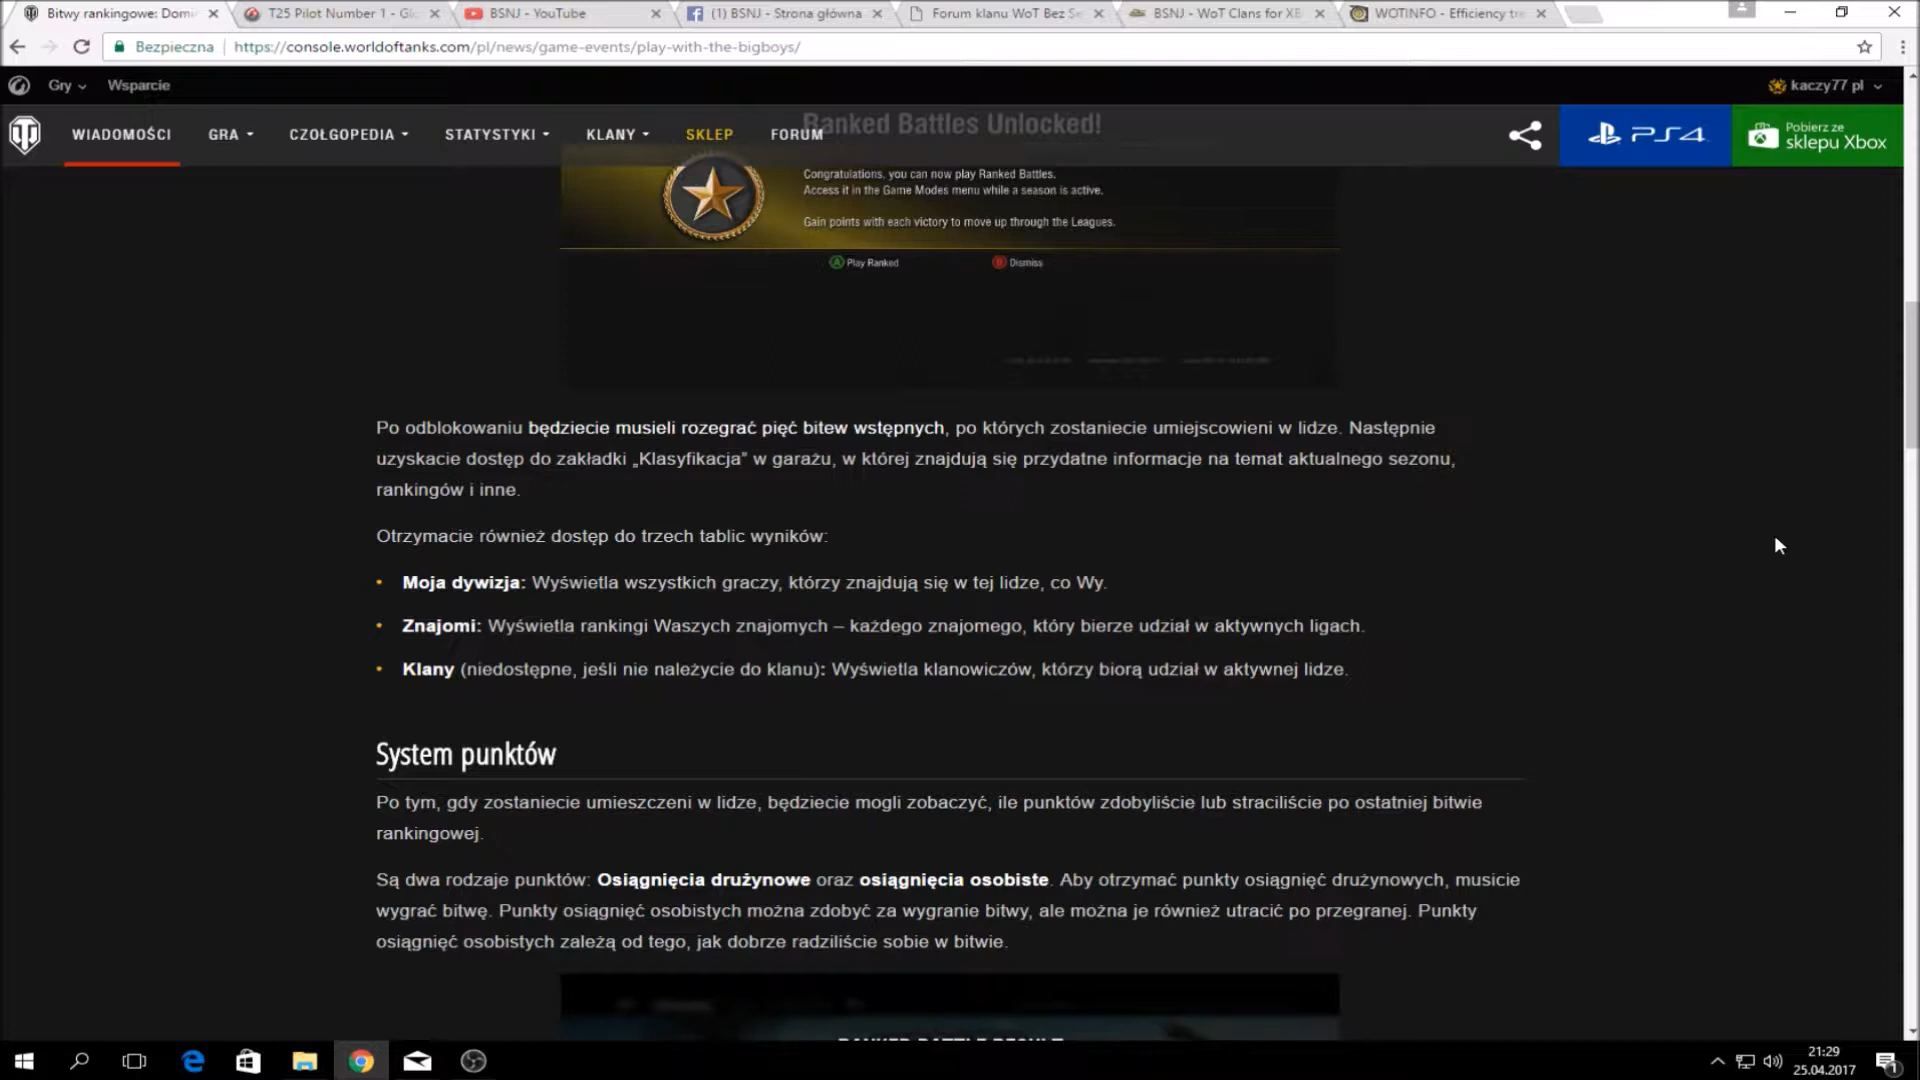 Bitwy rankingowe: Domi
T25 Pilot Number 1 - Glo
BSNJ - YouTube
(1) BSNJ - Strona główna
Forum klanu WoT Bez Se
BSNJ - WoT Clans for XB
WOTINFO - Efficiency tra
Bezpieczna
https://console.worldoftanks.com/pl/news/game-events/play-with-the-bigboys/
Gry
Wsparcie
kaczy77 pl
WIADOMOŚCI
GRA
CZOŁGOPEDIA
STATYSTYKI
KLANY
SKLEP
FORUM
PS4
Pobierz ze
sklepu Xbox
Ranked Battles Unlocked!
Congratulations, you can now play Ranked Battles.
Access it in the Game Modes menu while a season is active.
Gain points with each victory to move up through the Leagues.
A Play Ranked
B Dismiss
Po odblokowaniu będziecie musieli rozegrać pięć bitew wstępnych, po których zostaniecie umiejscowieni w lidze. Następnie
uzyskacie dostęp do zakładki „Klasyfikacja” w garażu, w której znajdują się przydatne informacje na temat aktualnego sezonu,
rankingów i inne.
Otrzymacie również dostęp do trzech tablic wyników:
• Moja dywizja: Wyświetla wszystkich graczy, którzy znajdują się w tej lidze, co Wy.
• Znajomi: Wyświetla rankingi Waszych znajomych – każdego znajomego, który bierze udział w aktywnych ligach.
• Klany (niedostępne, jeśli nie należycie do klanu): Wyświetla klanowiczów, którzy biorą udział w aktywnej lidze.
System punktów
Po tym, gdy zostaniecie umieszczeni w lidze, będziecie mogli zobaczyć, ile punktów zdobyliście lub straciliście po ostatniej bitwie
rankingowej.
Są dwa rodzaje punktów: Osiągnięcia drużynowe oraz osiągnięcia osobiste. Aby otrzymać punkty osiągnięć drużynowych, musicie
wygrać bitwę. Punkty osiągnięć osobistych można zdobyć za wygranie bitwy, ale można je również utracić po przegranej. Punkty
osiągnięć osobistych zależą od tego, jak dobrze radziliście sobie w bitwie.
RANKED BATTLE RESULT
21:29
25.04.2017
1